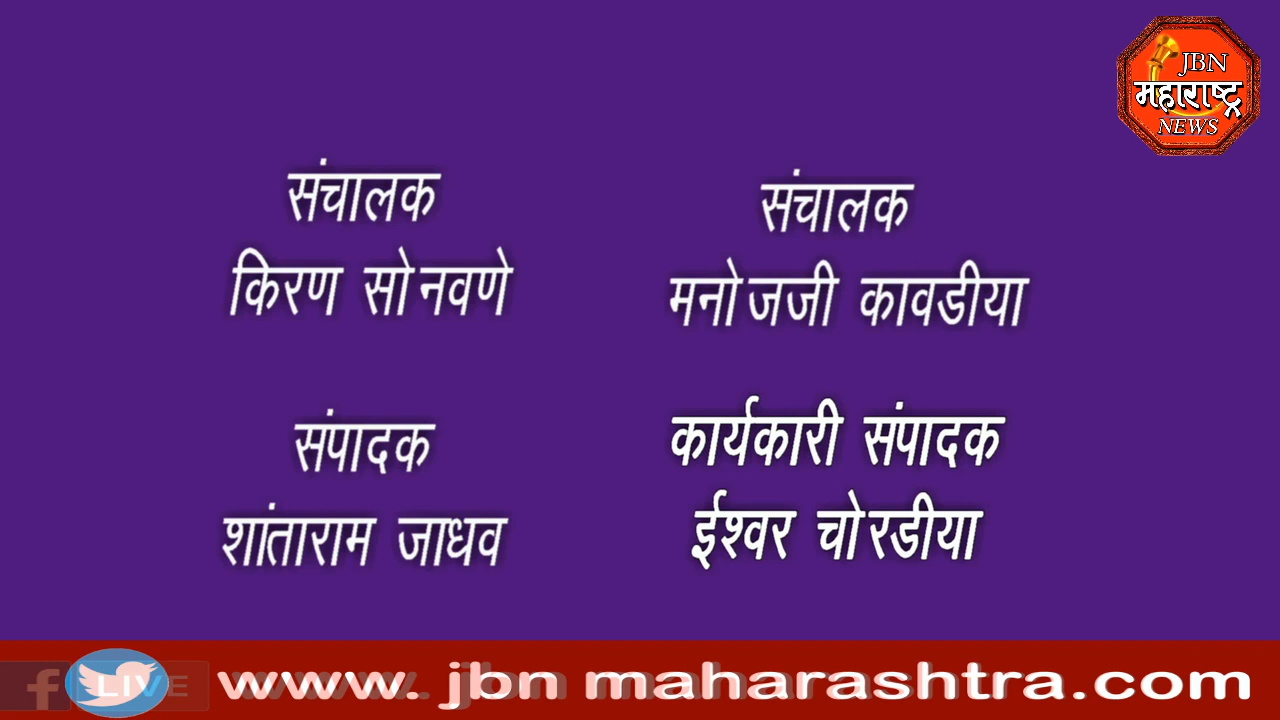 JBN
महाराष्ट्र
NEWS
संचालक
किरण सोनवणे
संचालक
मनोजजी कावडीया
संपादक
शांताराम जाधव
कार्यकारी संपादक
ईश्वर चोरडीया
f LIVE www. jbn maharashtra.com